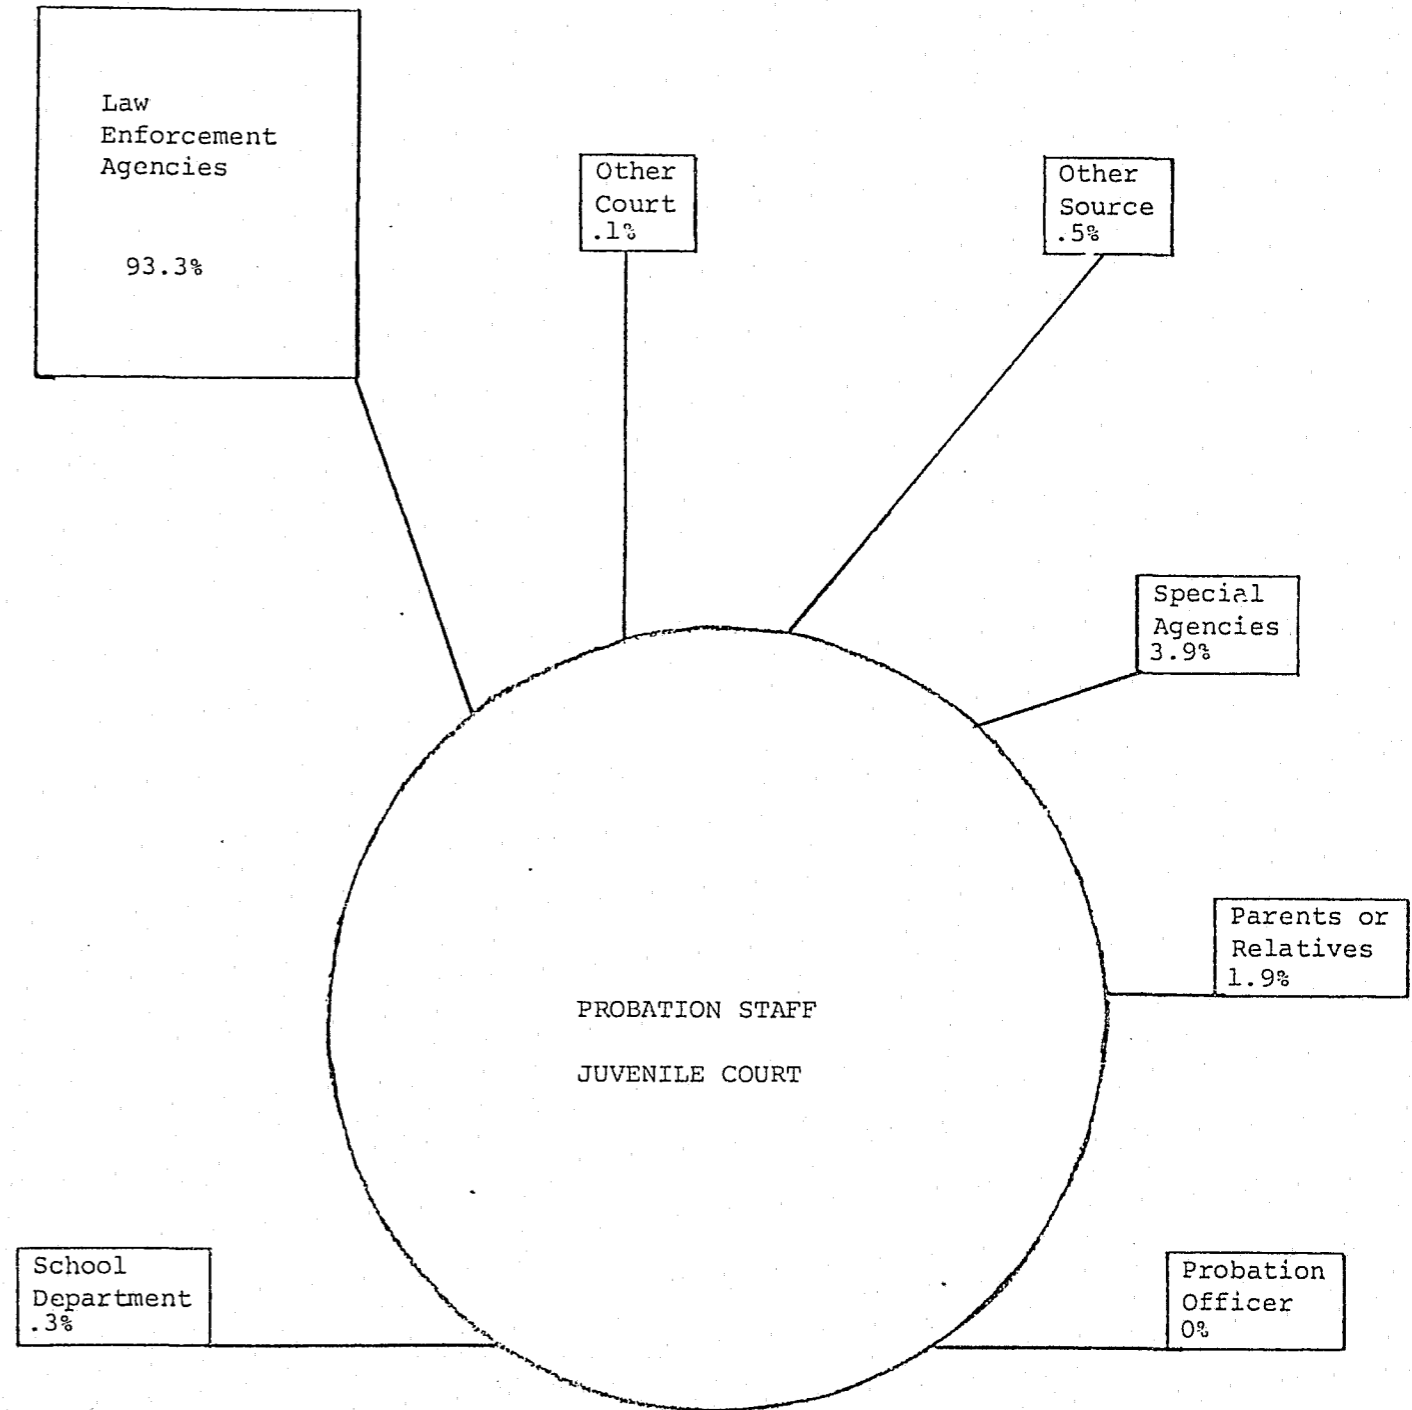 Law
Enforcement
Agencies
93.3%
Other
Court
.1%
Other
Source
.5%
Special
Agencies
3.9%
Parents or
Relatives
1.9%
PROBATION STAFF
JUVENILE COURT
School
Department
.3%
Probation
Officer
0%